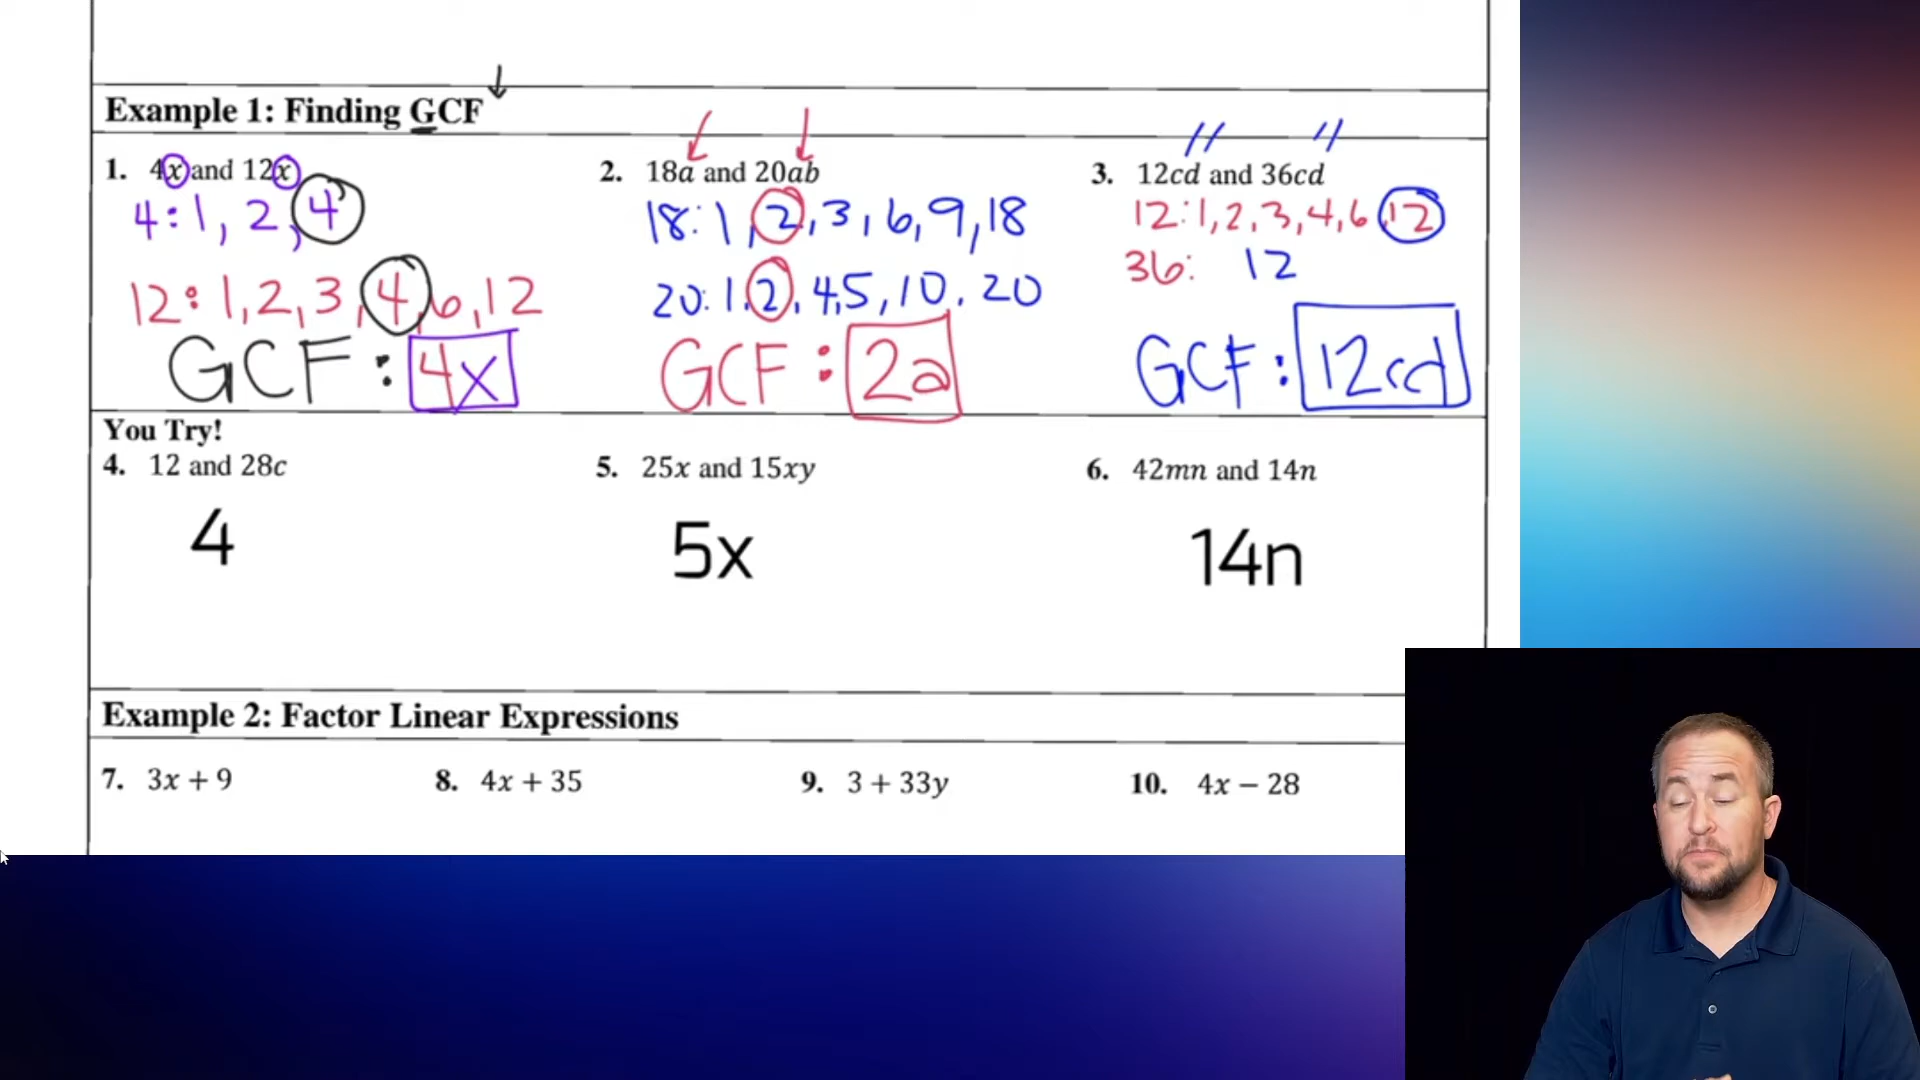 Example 1: Finding GCF
1. 4x and 12x
2. 18a and 20ab
3. 12cd and 36cd
4: 1, 2, 4
18: 1, 2, 3, 6, 9, 18
12: 1, 2, 3, 4, 6 12
12: 1, 2, 3, 4, 6, 12
20: 1, 2, 4, 5, 10, 20
36: 12
GCF: 4x
GCF: 2a
GCF: 12cd
You Try!
4. 12 and 28c
5. 25x and 15xy
6. 42mn and 14n
4
5x
14n
Example 2: Factor Linear Expressions
7. 3x + 9
8. 4x + 35
9. 3 + 33y
10. 4x − 28